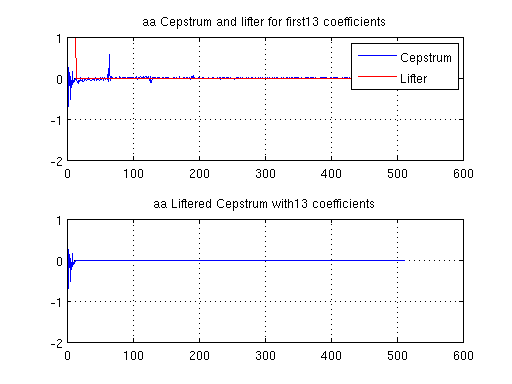 aa Cepstrum and lifter for first13 coefficients
1
0
-1
-2
Cepstrum
Lifter
0 100 200 300 400 500 600
aa Liftered Cepstrum with13 coefficients
1
0
-1
-2
0 100 200 300 400 500 600